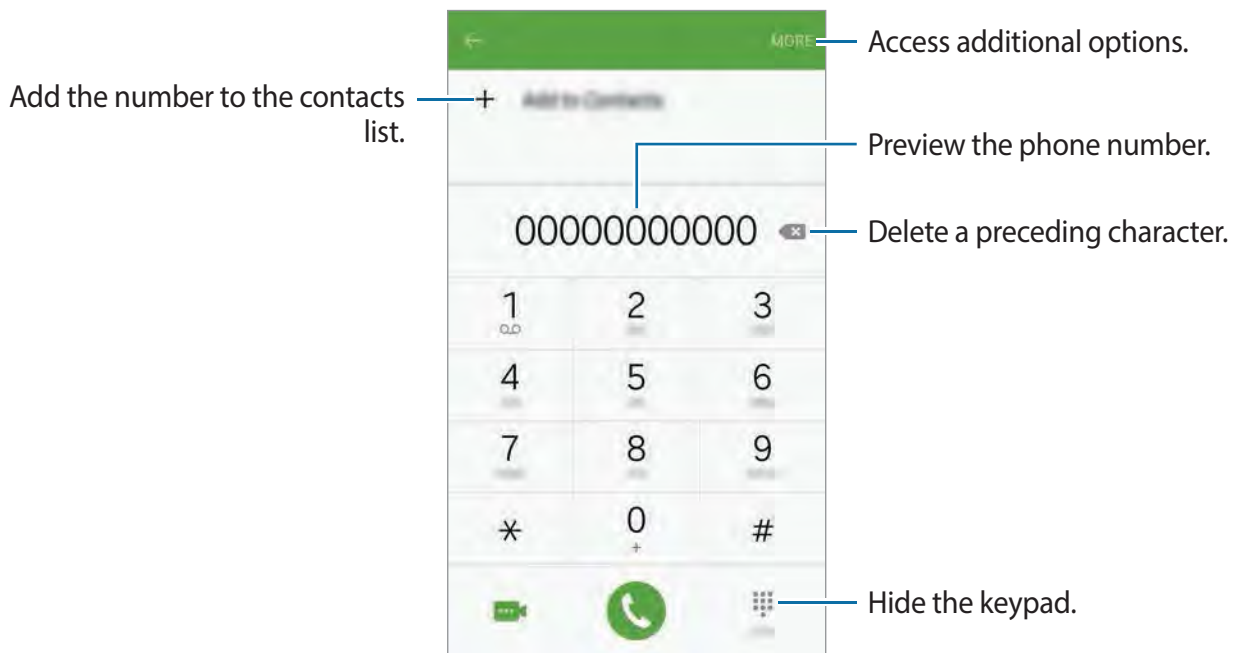 MORE
Access additional options.
Add the number to the contacts
list.
Add to Contacts
Preview the phone number.
00000000000
Delete a preceding character.
1 2 3
4 5 6
7 8 9
* 0 #
+
Hide the keypad.